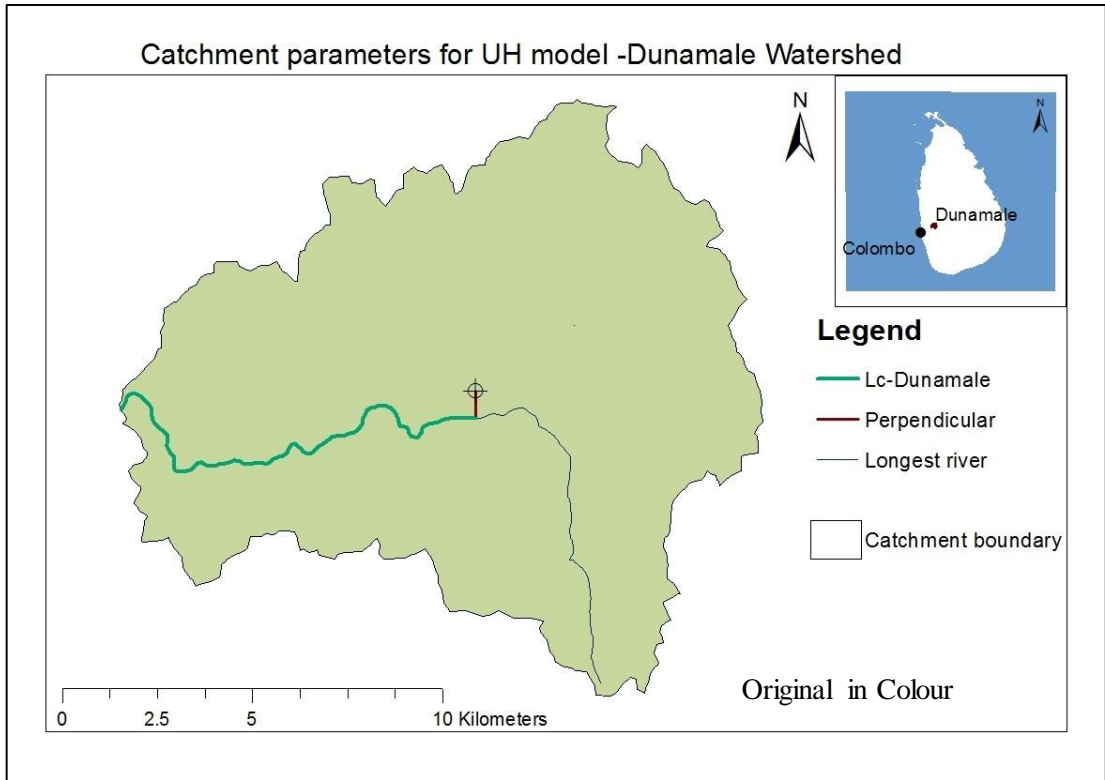 Catchment parameters for UH model -Dunamale Watershed
N
N
Dunamale
Colombo
Legend
Lc-Dunamale
Perpendicular
Longest river
Catchment boundary
Original in Colour
0 2.5 5 10 Kilometers